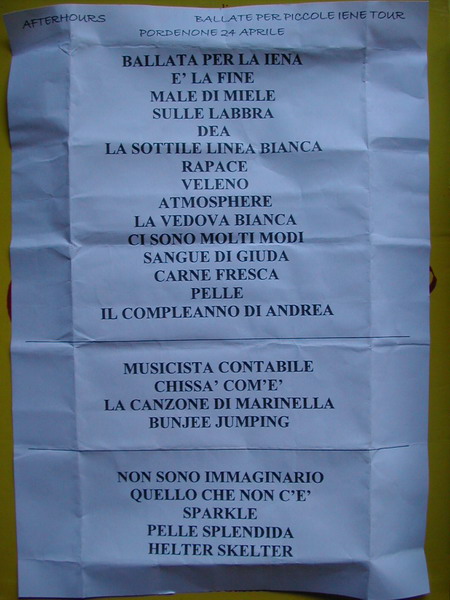 AFTERHOURS BALLATE PER PICCOLE IENE TOUR
PORDENONE 24 APRILE
BALLATA PER LA IENA
E' LA FINE
MALE DI MIELE
SULLE LABBRA
DEA
LA SOTTILE LINEA BIANCA
RAPACE
VELENO
ATMOSPHERE
LA VEDOVA BIANCA
CI SONO MOLTI MODI
SANGUE DI GIUDA
CARNE FRESCA
PELLE
IL COMPLEANNO DI ANDREA
MUSICISTA CONTABILE
CHISSA' COM'E'
LA CANZONE DI MARINELLA
BUNJEE JUMPING
NON SONO IMMAGINARIO
QUELLO CHE NON C'E'
SPARKLE
PELLE SPLENDIDA
HELTER SKELTER